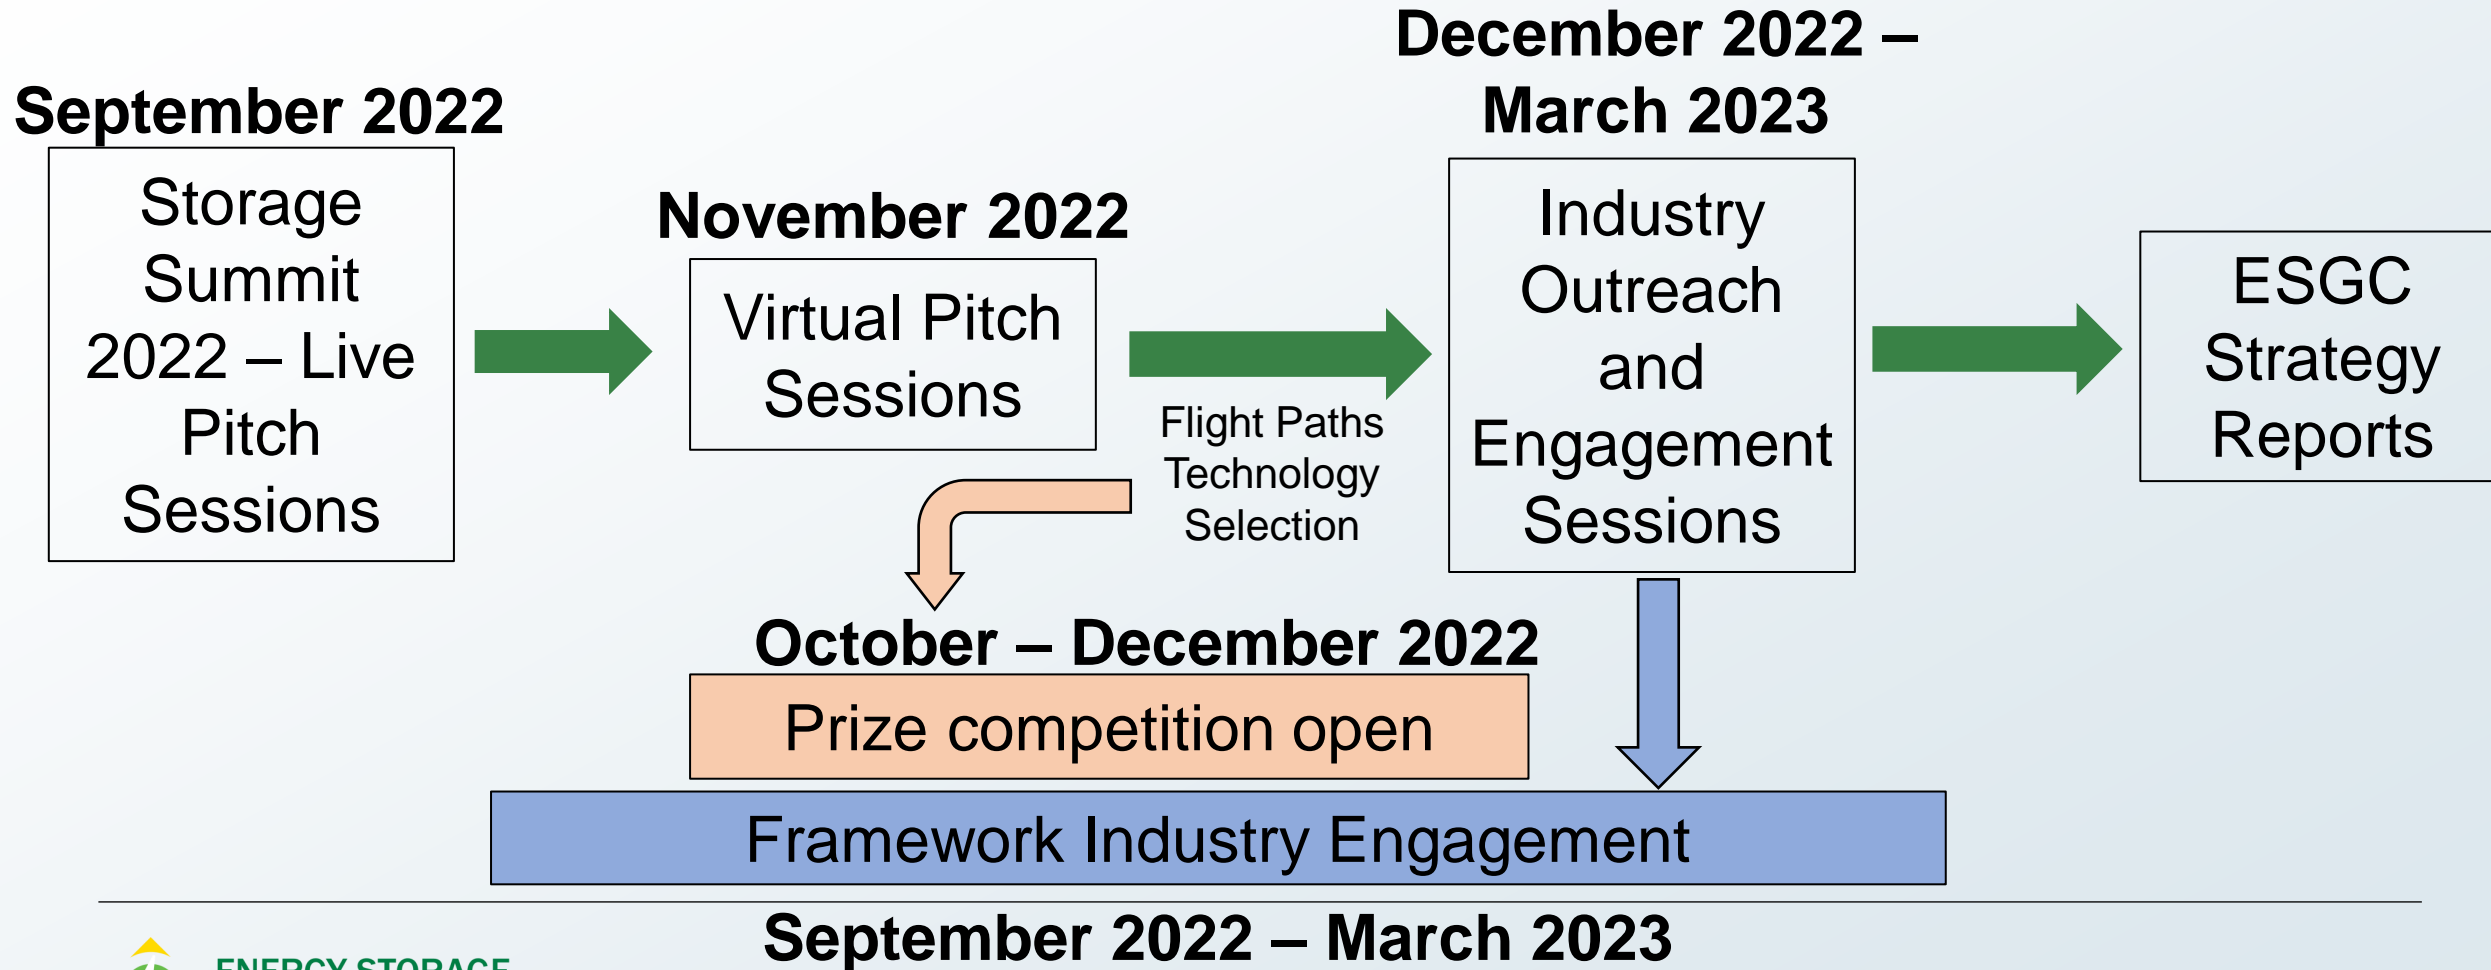 September 2022
Storage
Summit
2022 – Live
Pitch
Sessions
November 2022
Virtual Pitch
Sessions
Flight Paths
Technology
Selection
December 2022 –
March 2023
Industry
Outreach
and
Engagement
Sessions
ESGC
Strategy
Reports
October – December 2022
Prize competition open
Framework Industry Engagement
September 2022 – March 2023
ENERGY STORAGE